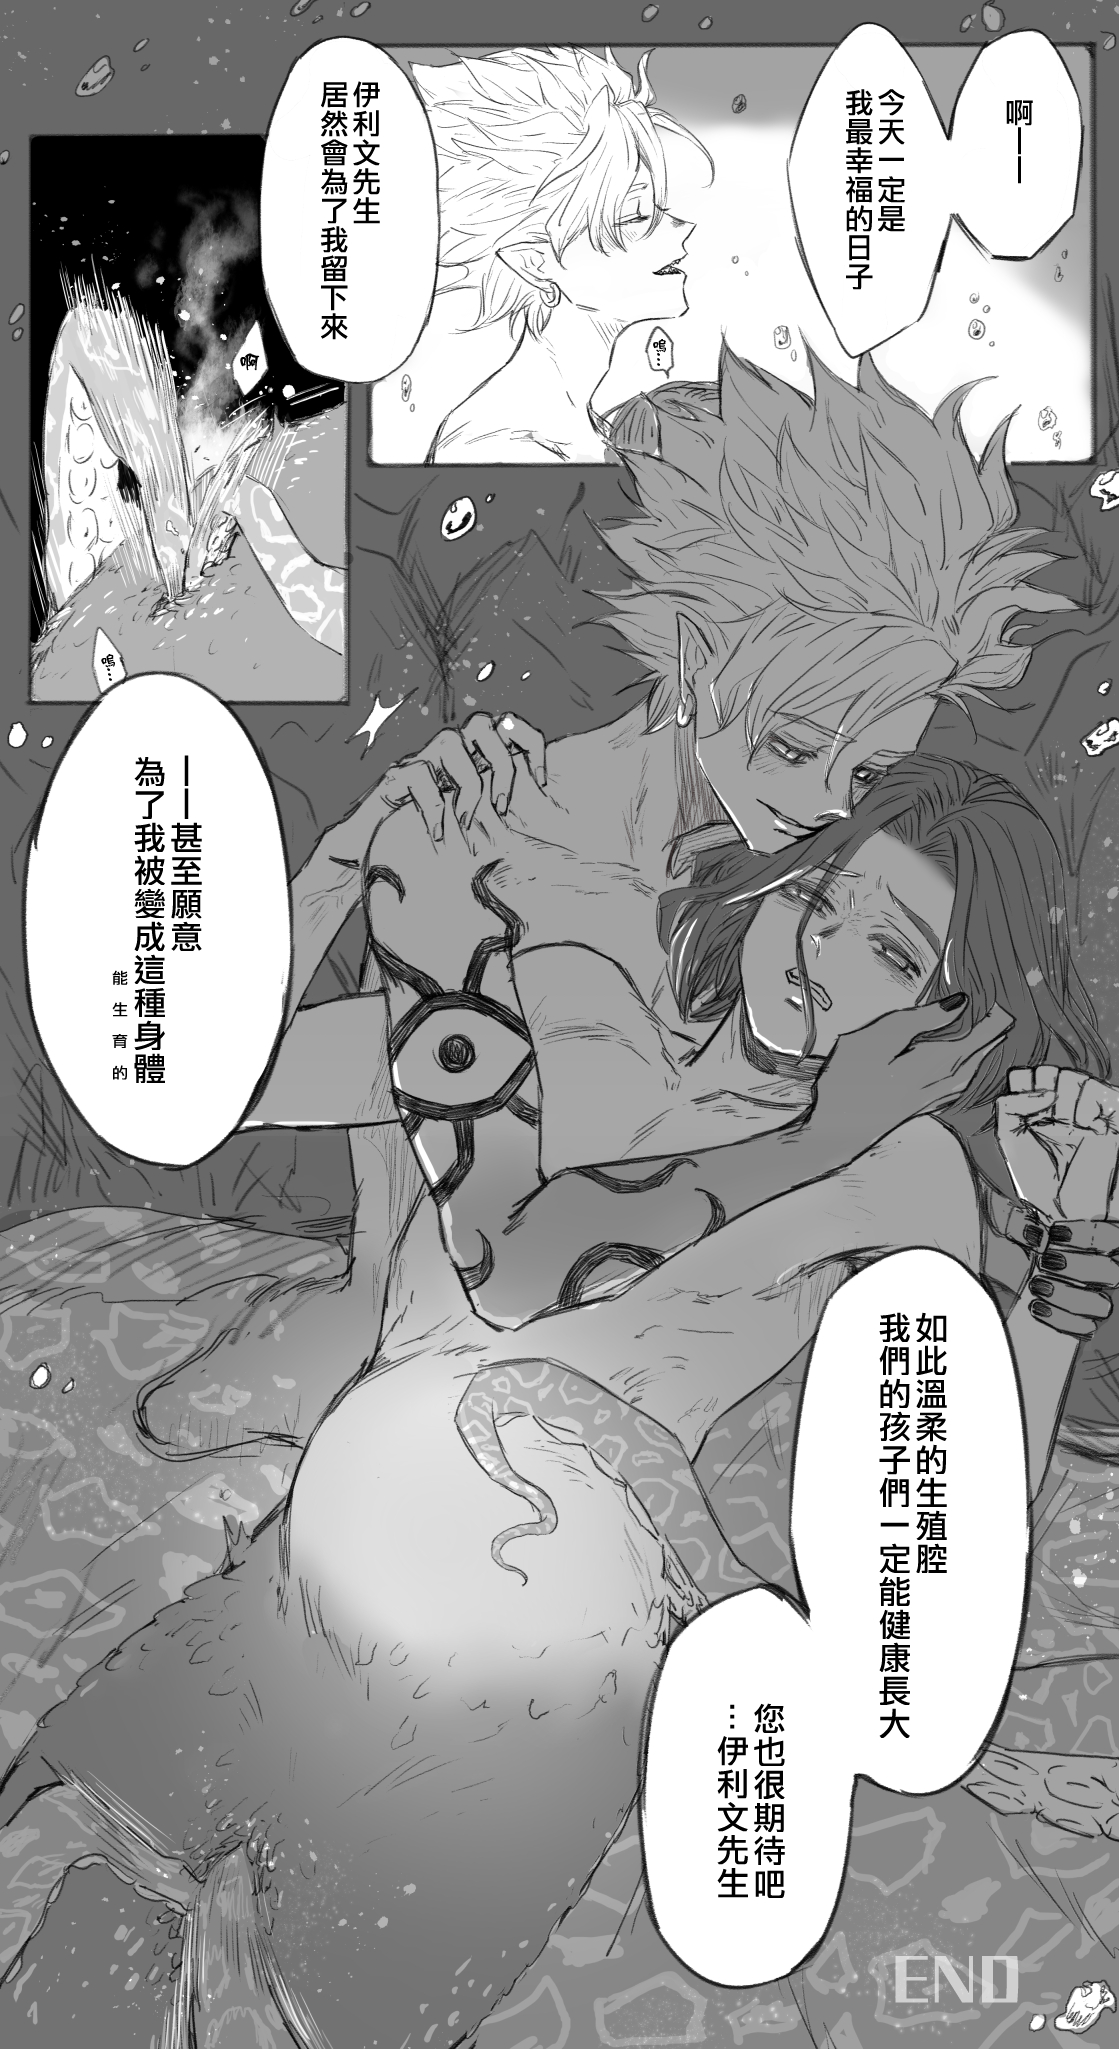 啊——
今天一定是
我最幸福的日子
嗚…
伊利文先生
居然會為了我留下來
啊
嗚…
——甚至願意
為了我被變成這種身體
能生育的
如此溫柔的生殖腔
我們的孩子們一定能健康長大
您也很期待吧
…伊利文先生
END